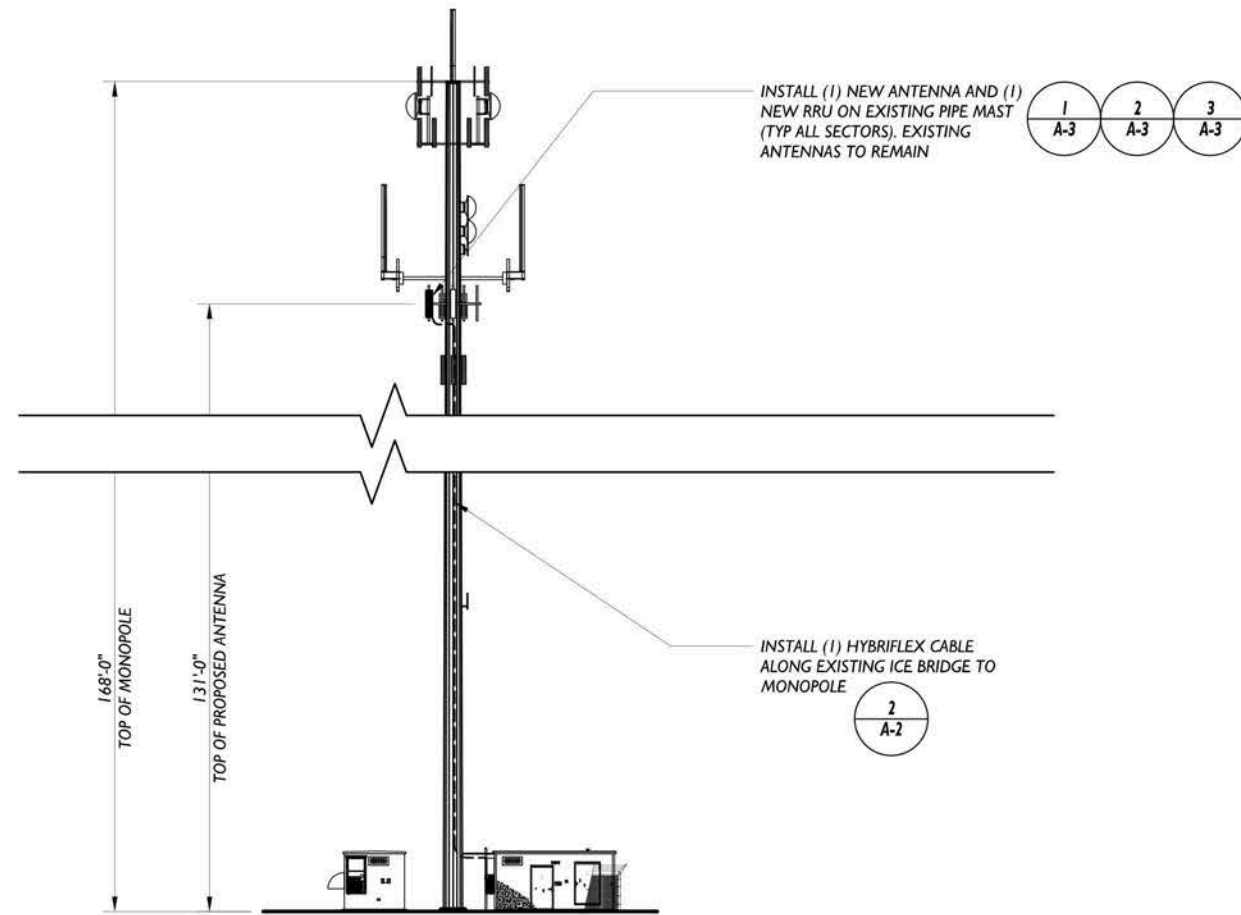 INSTALL (1) NEW ANTENNA AND (1)
NEW RRU ON EXISTING PIPE MAST
(TYP ALL SECTORS). EXISTING
ANTENNAS TO REMAIN
1
A-3
2
A-3
3
A-3
168'-0"
TOP OF MONOPOLE
131'-0"
TOP OF PROPOSED ANTENNA
INSTALL (1) HYBRIFLEX CABLE
ALONG EXISTING ICE BRIDGE TO
MONOPOLE
2
A-2